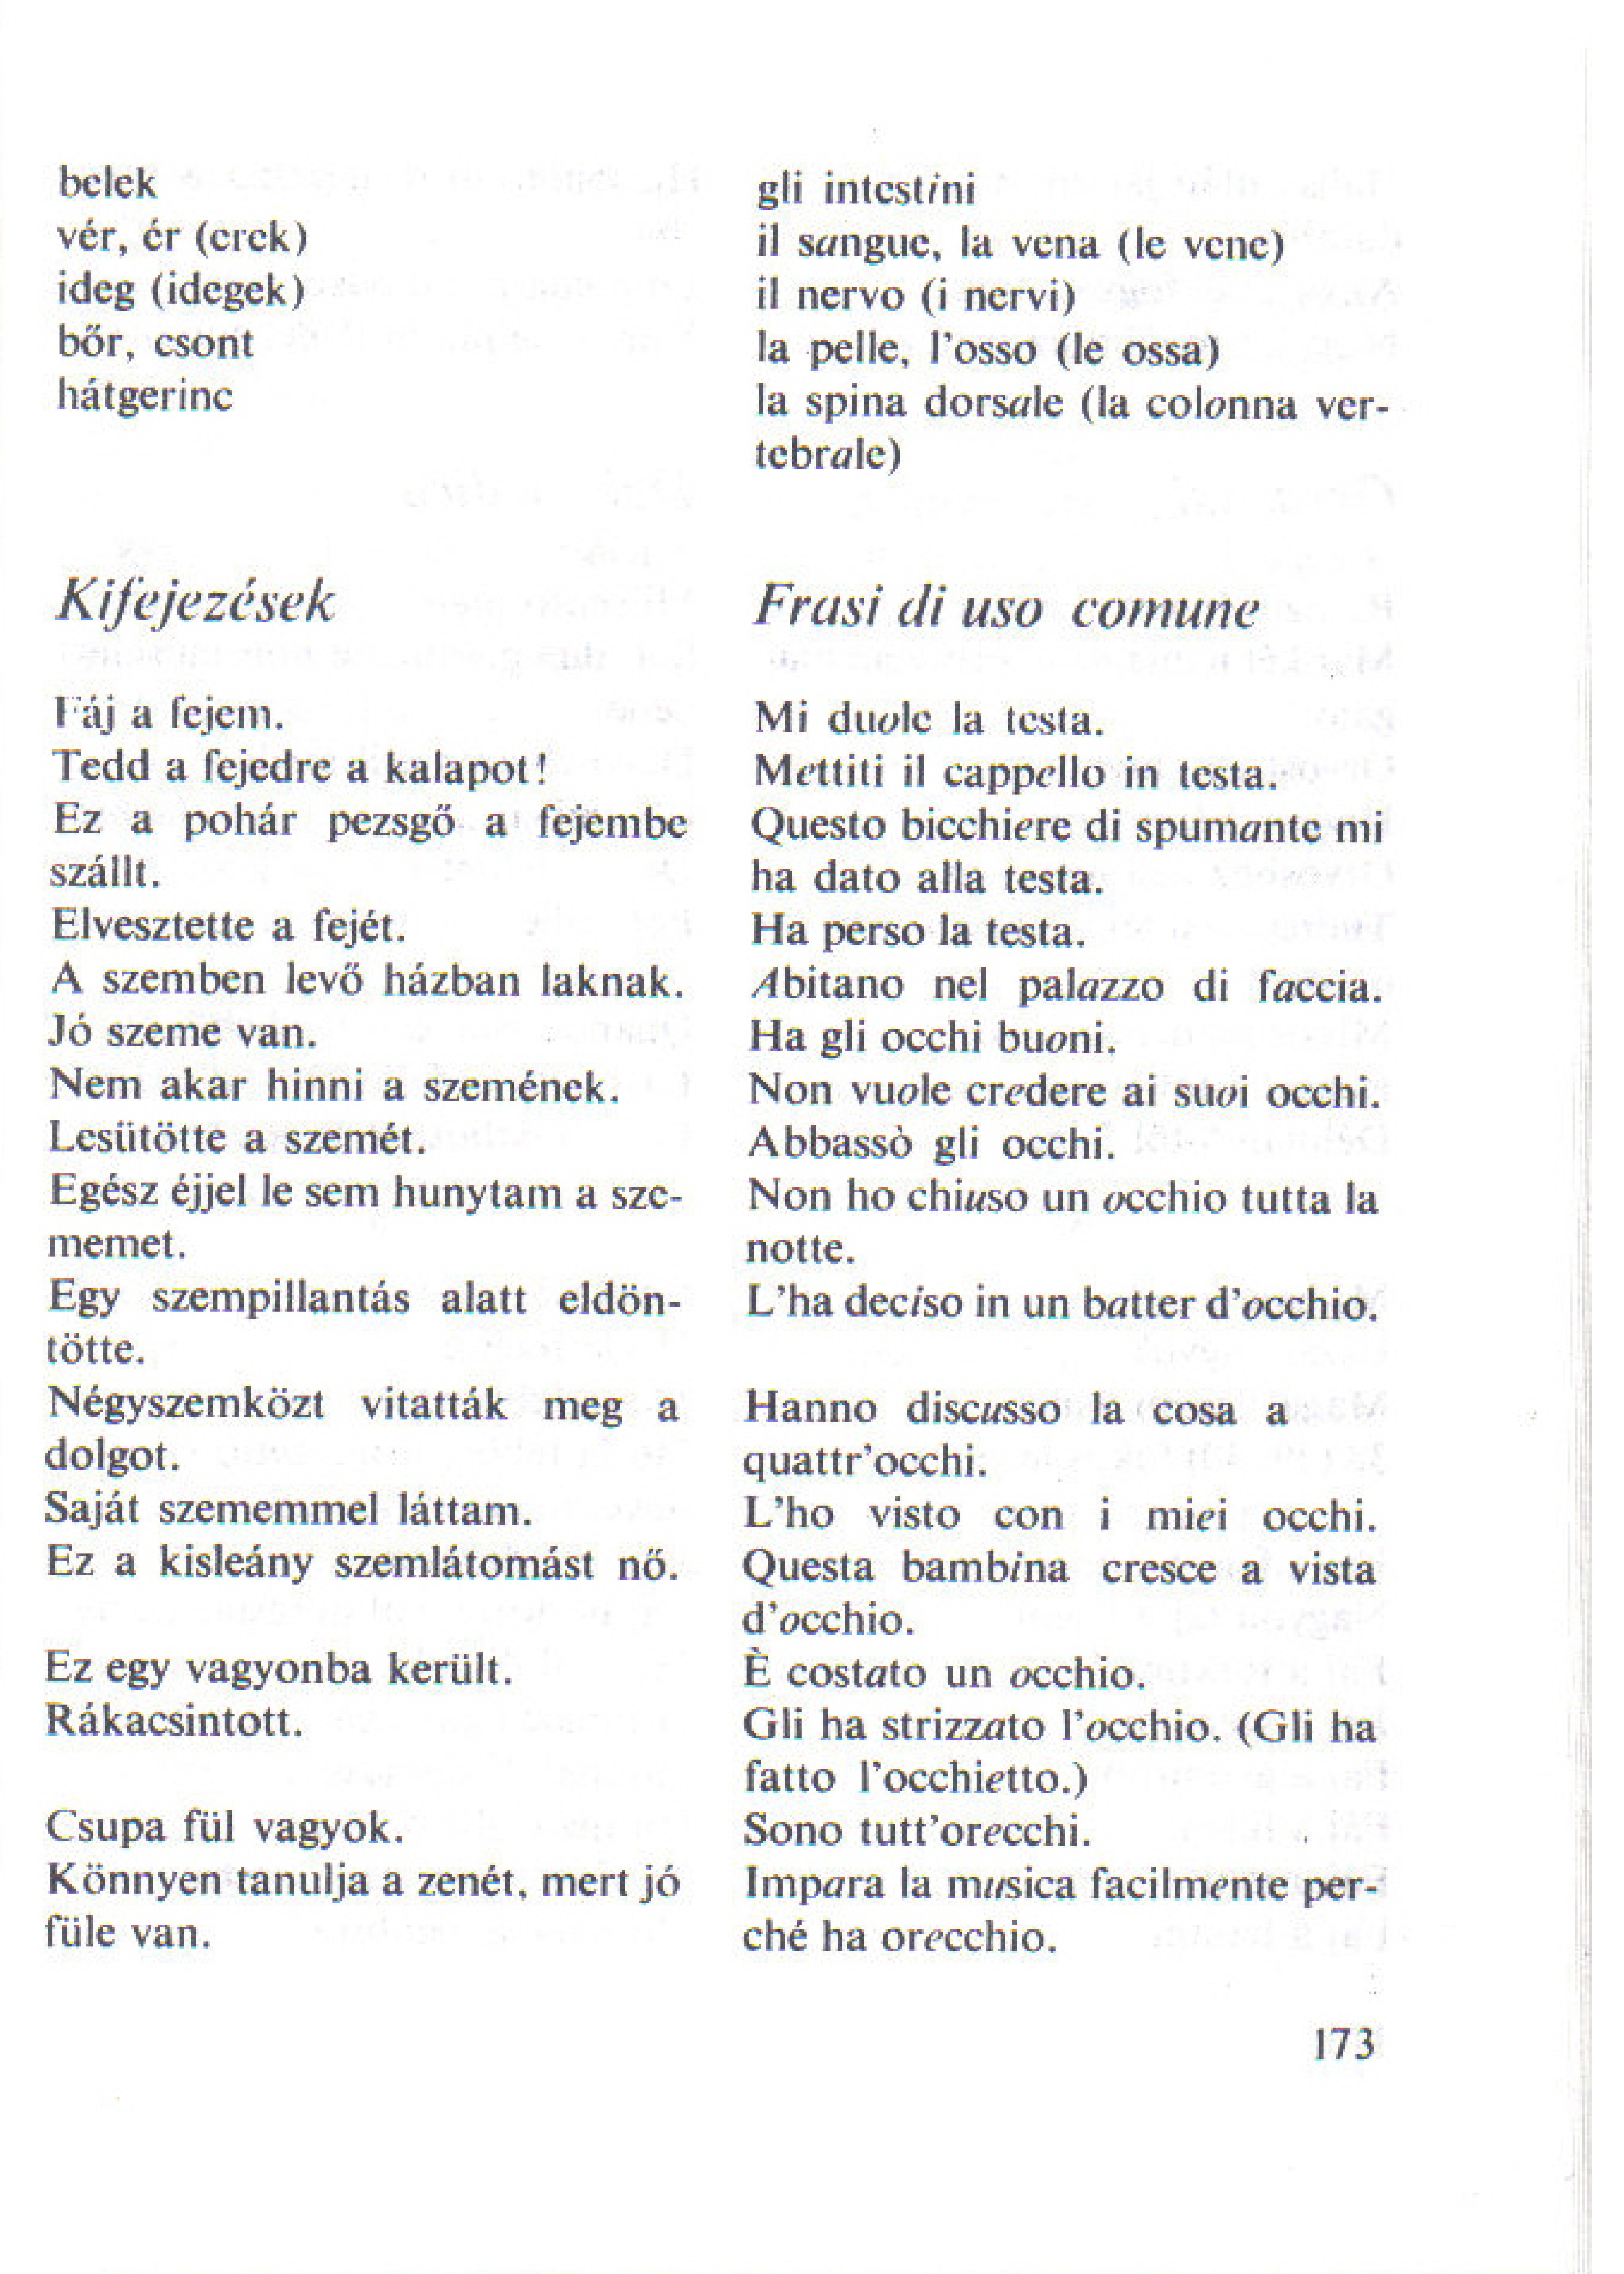 belek
vér, ér (erek)
ideg (idegek)
bőr, csont
hátgerinc
gli intestini
il sangue, la vena (le vene)
il nervo (i nervi)
la pelle, l'osso (le ossa)
la spina dorsale (la colonna ver-
tebrale)
Kifejezések
Fáj a fejem.
Tedd a fejedre a kalapot!
Ez a pohár pezsgő a fejembe
szállt.
Elvesztette a fejét.
A szemben levő házban laknak.
Jó szeme van.
Nem akar hinni a szemének.
Lesütötte a szemét.
Egész éjjel le sem hunytam a sze-
memet.
Egy szempillantás alatt eldön-
tötte.
Négyszemközt vitatták meg a
dolgot.
Saját szememmel láttam.
Ez a kisleány szemlátomást nő.
Ez egy vagyonba került.
Rákacsintott.
Csupa fül vagyok.
Könnyen tanulja a zenét, mert jó
füle van.
Frasi di uso comune
Mi duole la testa.
Mettiti il cappello in testa.
Questo bicchiere di spumante mi
ha dato alla testa.
Ha perso la testa.
Abitano nel palazzo di faccia.
Ha gli occhi buoni.
Non vuole credere ai suoi occhi.
Abbassò gli occhi.
Non ho chiuso un occhio tutta la
notte.
L'ha deciso in un batter d'occhio.
Hanno discusso la cosa a
quattr'occhi.
L'ho visto con i miei occhi.
Questa bambina cresce a vista
d'occhio.
È costato un occhio.
Gli ha strizzato l'occhio. (Gli ha
fatto l'occhietto.)
Sono tutt'orecchi.
Impara la musica facilmente per-
ché ha orecchio.
173